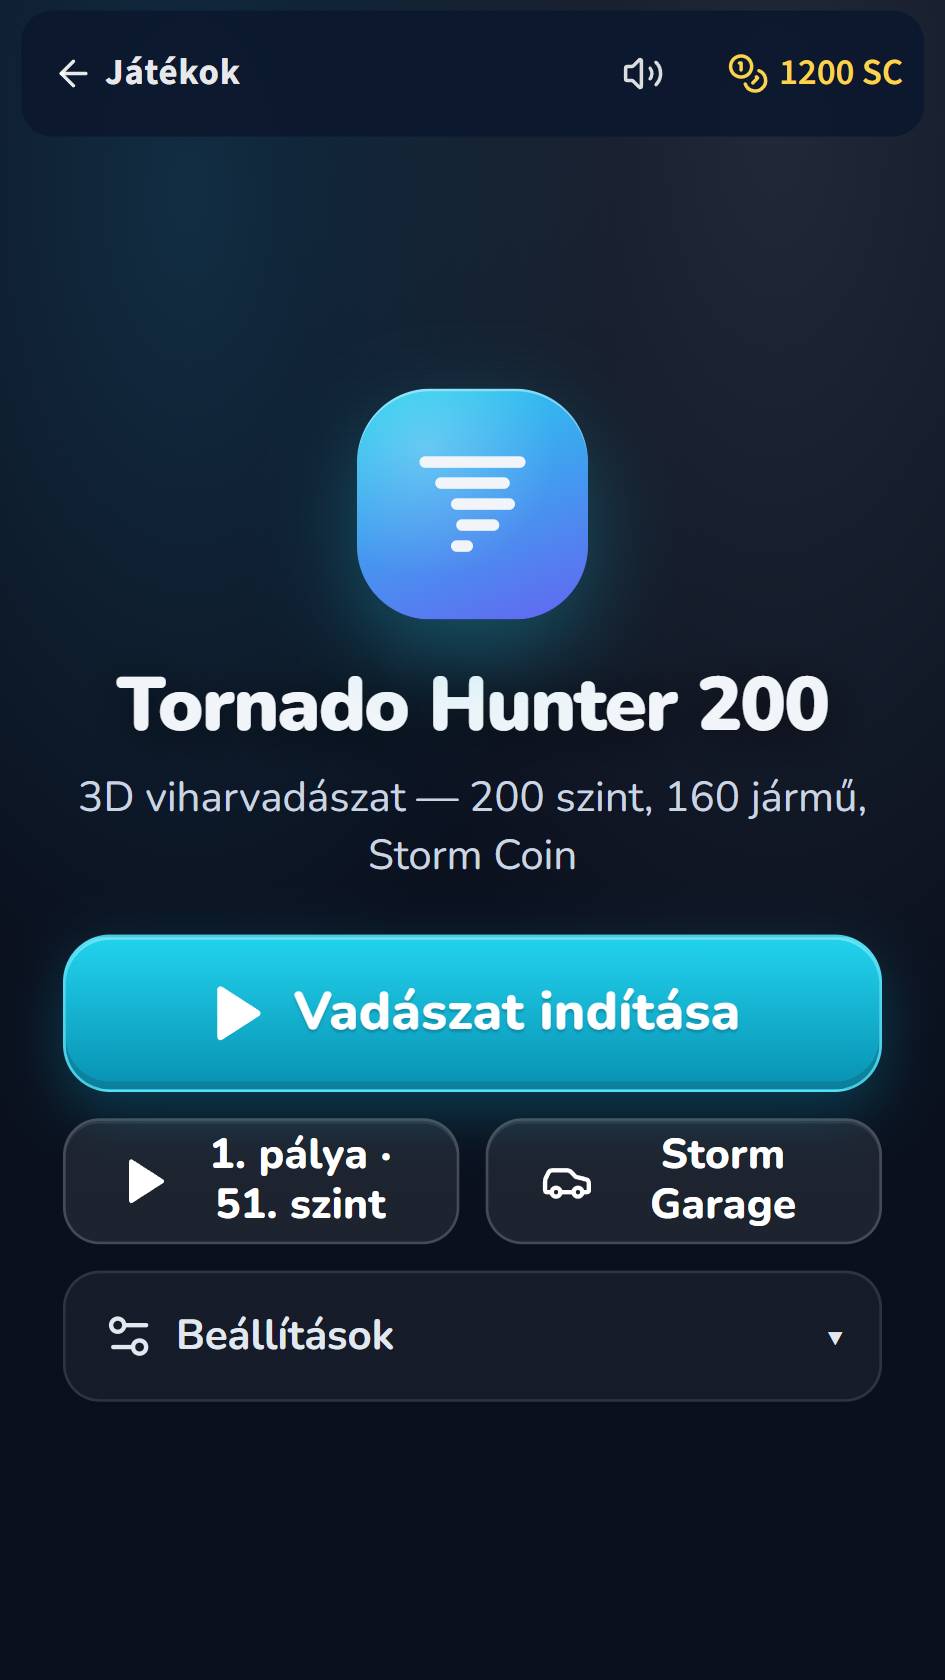 Játékok
1200 SC
Tornado Hunter 200
3D viharvadászat — 200 szint, 160 jármű,
Storm Coin
Vadászat indítása
1. pálya ·
51. szint
Storm
Garage
Beállítások